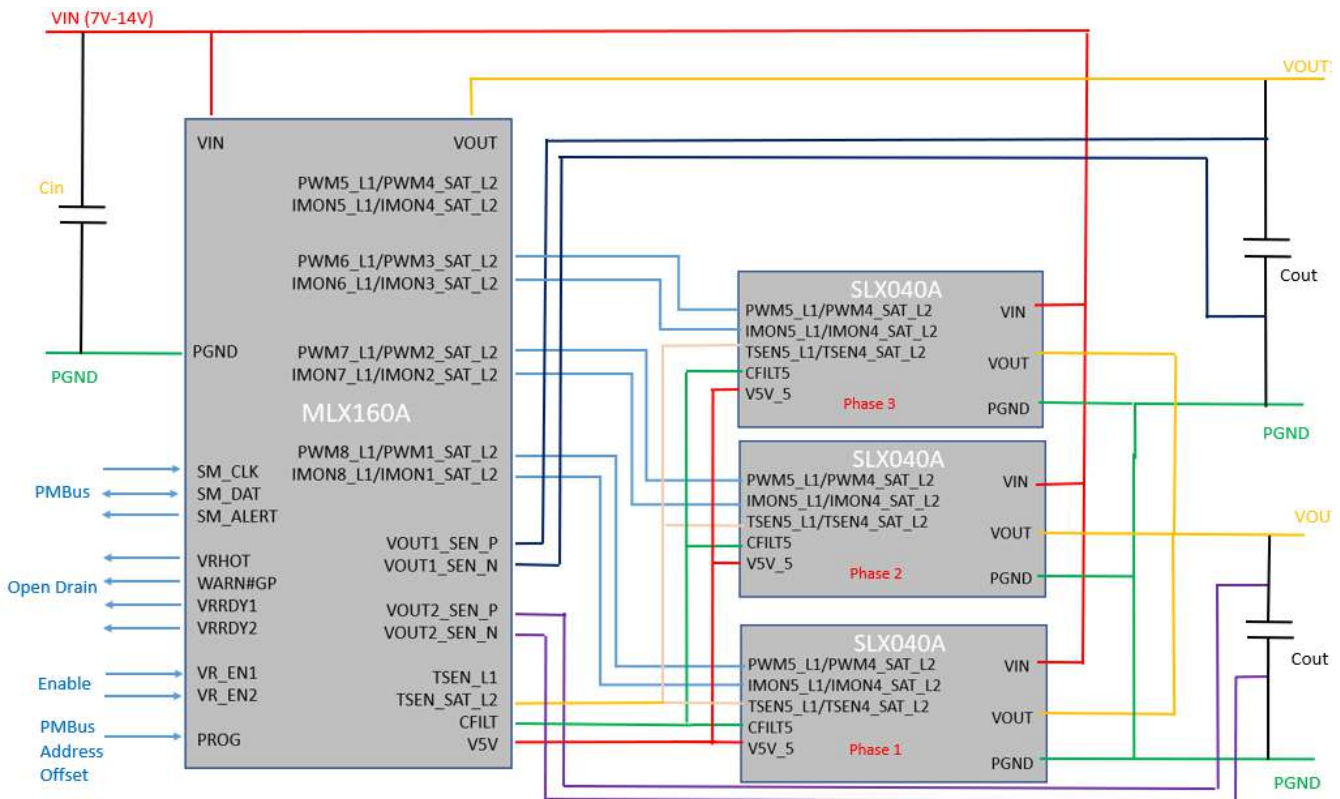 VIN (7V-14V)
VOUT1
VIN
VOUT
PWM5_L1/PWM4_SAT_L2
IMON5_L1/IMON4_SAT_L2
Cin
PWM6_L1/PWM3_SAT_L2
IMON6_L1/IMON3_SAT_L2
Cout
PGND
PGND
PWM7_L1/PWM2_SAT_L2
IMON7_L1/IMON2_SAT_L2
MLX160A
PWM8_L1/PWM1_SAT_L2
IMON8_L1/IMON1_SAT_L2
PMBus
SM_CLK
SM_DAT
SM_ALERT
VOUT1_SEN_P
VOUT1_SEN_N
Open Drain
VRHOT
WARN#GP
VRRDY1
VRRDY2
VOUT2_SEN_P
VOUT2_SEN_N
Enable
VR_EN1
VR_EN2
TSEN_L1
TSEN_SAT_L2
CFILT
V5V
PMBus
Address
Offset
PROG
SLX040A
PWM5_L1/PWM4_SAT_L2
IMON5_L1/IMON4_SAT_L2
TSEN5_L1/TSEN4_SAT_L2
CFILT5
V5V_5
Phase 3
VIN
VOUT
PGND
PGND
SLX040A
PWM5_L1/PWM4_SAT_L2
IMON5_L1/IMON4_SAT_L2
TSEN5_L1/TSEN4_SAT_L2
CFILT5
V5V_5
Phase 2
VIN
VOUT
PGND
VOU
SLX040A
PWM5_L1/PWM4_SAT_L2
IMON5_L1/IMON4_SAT_L2
TSEN5_L1/TSEN4_SAT_L2
CFILT5
V5V_5
Phase 1
VIN
VOUT
PGND
Cout
PGND